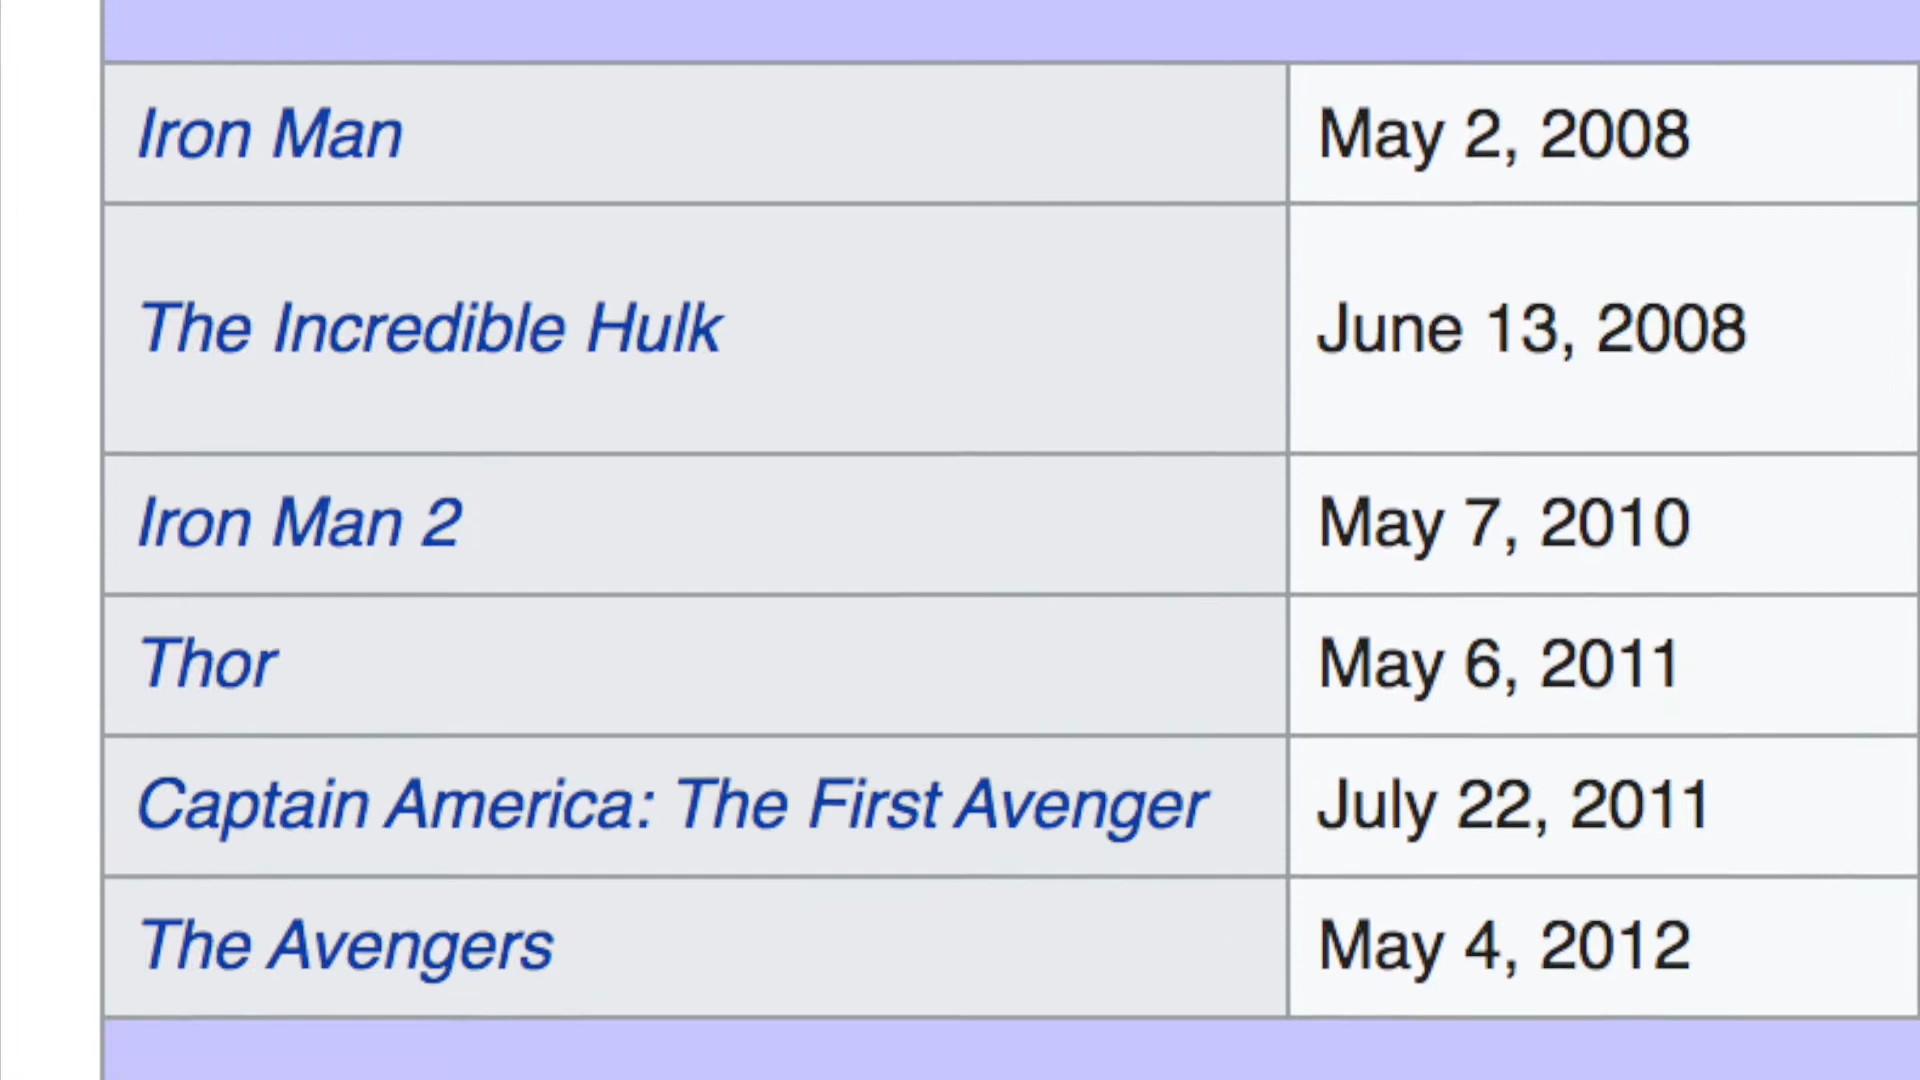 Iron Man May 2, 2008
The Incredible Hulk June 13, 2008
Iron Man 2 May 7, 2010
Thor May 6, 2011
Captain America: The First Avenger July 22, 2011
The Avengers May 4, 2012